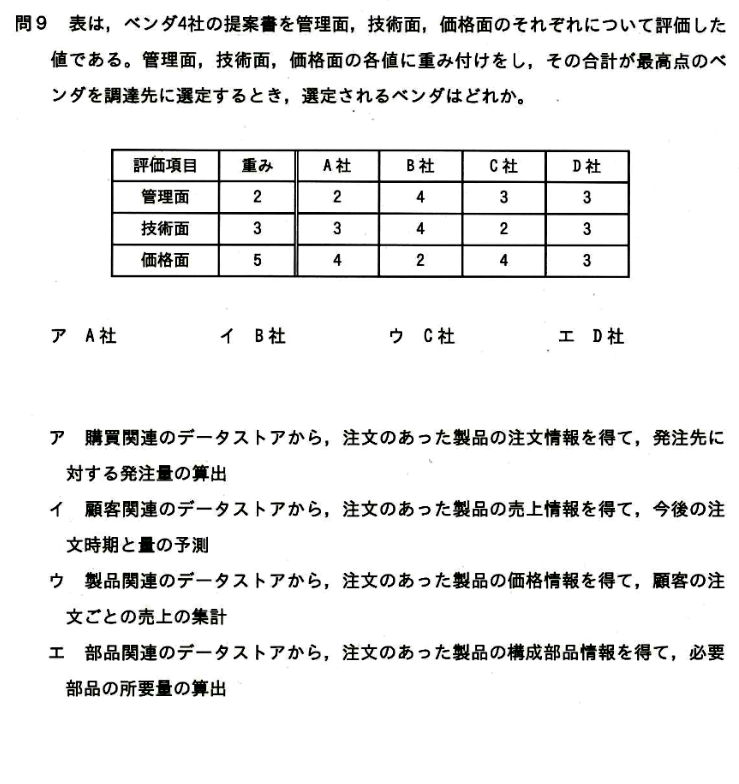 問9 表は，ベンダ4社の提案書を管理面，技術面，価格面のそれぞれについて評価した
値である。管理面，技術面，価格面の各値に重み付けをし，その合計が最高点のベ
ンダを調達先に選定するとき，選定されるベンダはどれか。
評価項目 重み A社 B社 C社 D社
管理面 2 2 4 3 3
技術面 3 3 4 2 3
価格面 5 4 2 4 3
ア A社 イ B社 ウ C社 エ D社
ア 購買関連のデータストアから，注文のあった製品の注文情報を得て，発注先に
対する発注量の算出
イ 顧客関連のデータストアから，注文のあった製品の売上情報を得て，今後の注
文時期と量の予測
ウ 製品関連のデータストアから，注文のあった製品の価格情報を得て，顧客の注
文ごとの売上の集計
エ 部品関連のデータストアから，注文のあった製品の構成部品情報を得て，必要
部品の所要量の算出